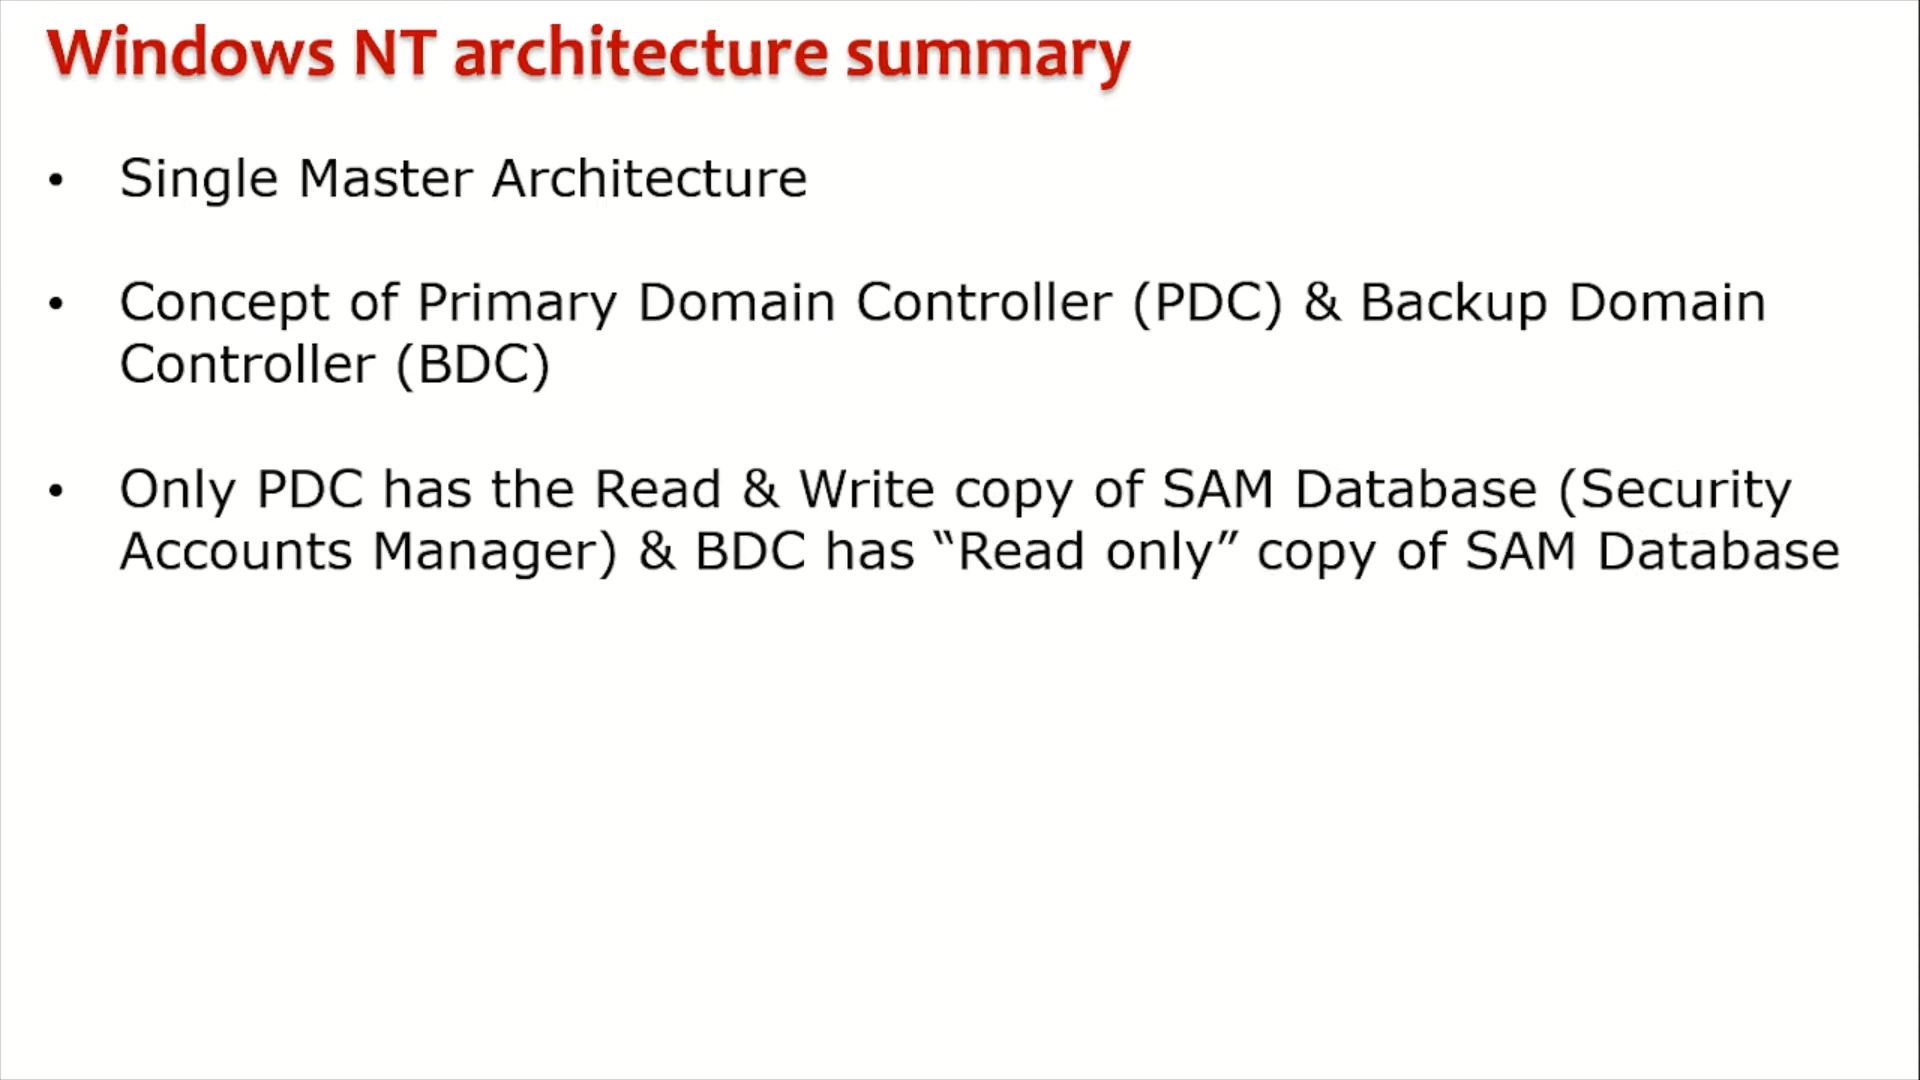 Windows NT architecture summary
• Single Master Architecture
• Concept of Primary Domain Controller (PDC) & Backup Domain
Controller (BDC)
• Only PDC has the Read & Write copy of SAM Database (Security
Accounts Manager) & BDC has “Read only” copy of SAM Database